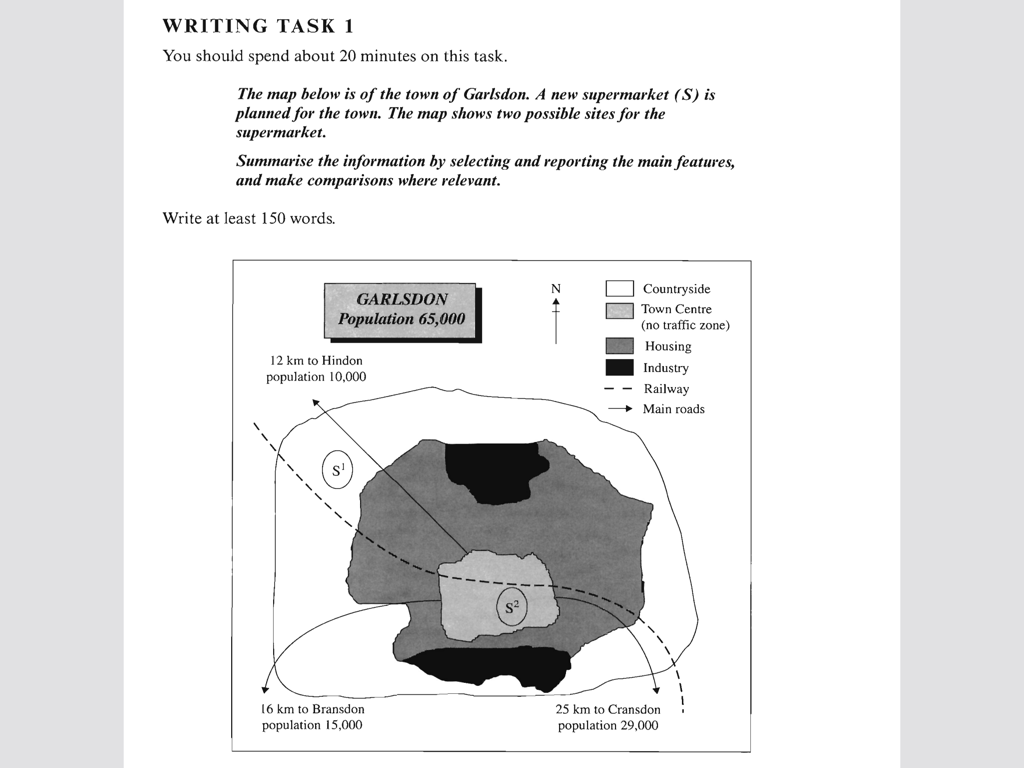 WRITING TASK 1
You should spend about 20 minutes on this task.
The map below is of the town of Garlsdon. A new supermarket (S) is
planned for the town. The map shows two possible sites for the
supermarket.
Summarise the information by selecting and reporting the main features,
and make comparisons where relevant.
Write at least 150 words.
GARLSDON
Population 65,000
N
Countryside
Town Centre
(no traffic zone)
Housing
Industry
Railway
Main roads
12 km to Hindon
population 10,000
S¹
S²
16 km to Bransdon
population 15,000
25 km to Cransdon
population 29,000